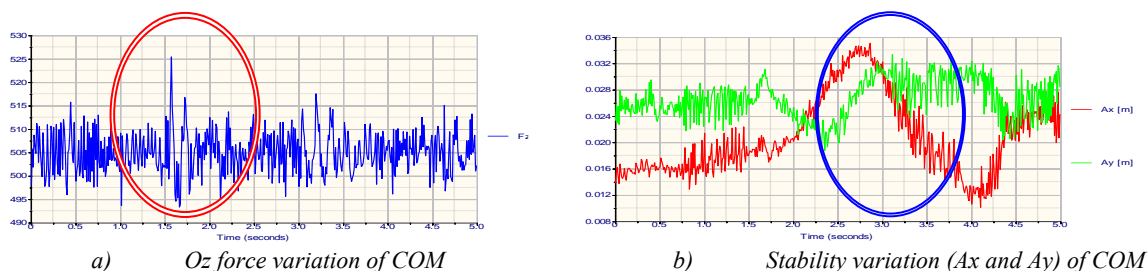 530
525
520
515
510
505
500
495
490
0 0.5 1.0 1.5 2.0 2.5 3.0 3.5 4.0 4.5 5.0
Time (seconds)
Fz
a) Oz force variation of COM
0.036
0.032
0.028
0.024
0.020
0.016
0.012
0.008
0 0.5 1.0 1.5 2.0 2.5 3.0 3.5 4.0 4.5 5.0
Time (seconds)
Ax [m]
Ay [m]
b) Stability variation (Ax and Ay) of COM